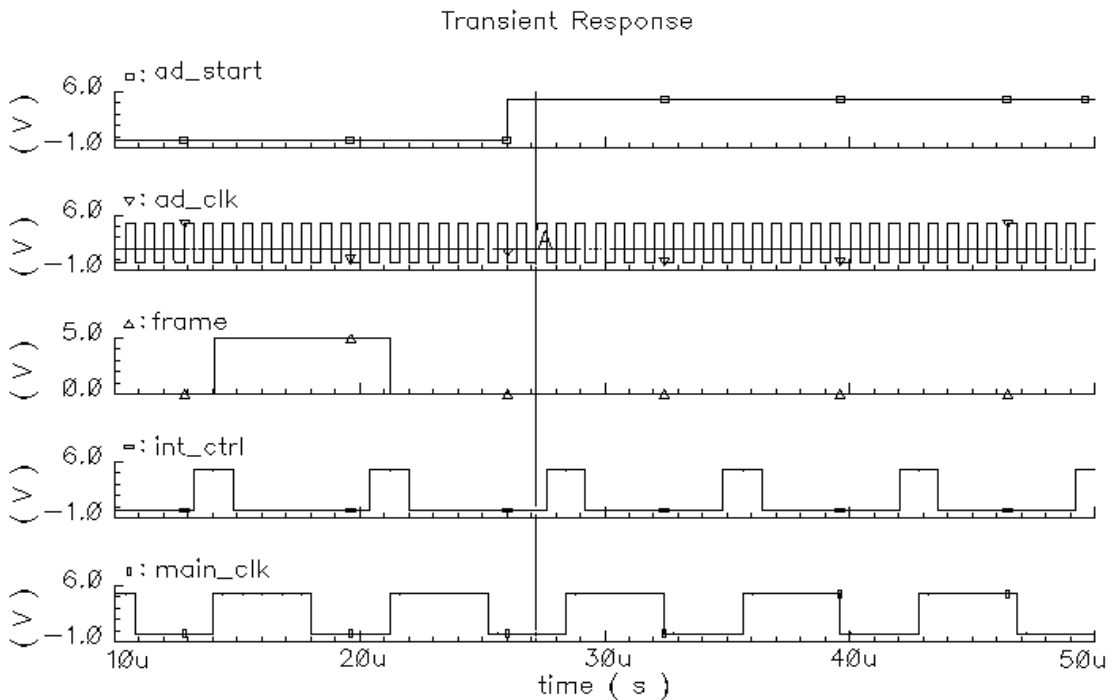 Transient Response
6.0
(V)
-1.0
: ad_start
6.0
(V)
-1.0
: ad_clk
A
5.0
(V)
0.0
: frame
6.0
(V)
-1.0
: int_ctrl
6.0
(V)
-1.0
: main_clk
10u 20u 30u 40u 50u
time ( s )